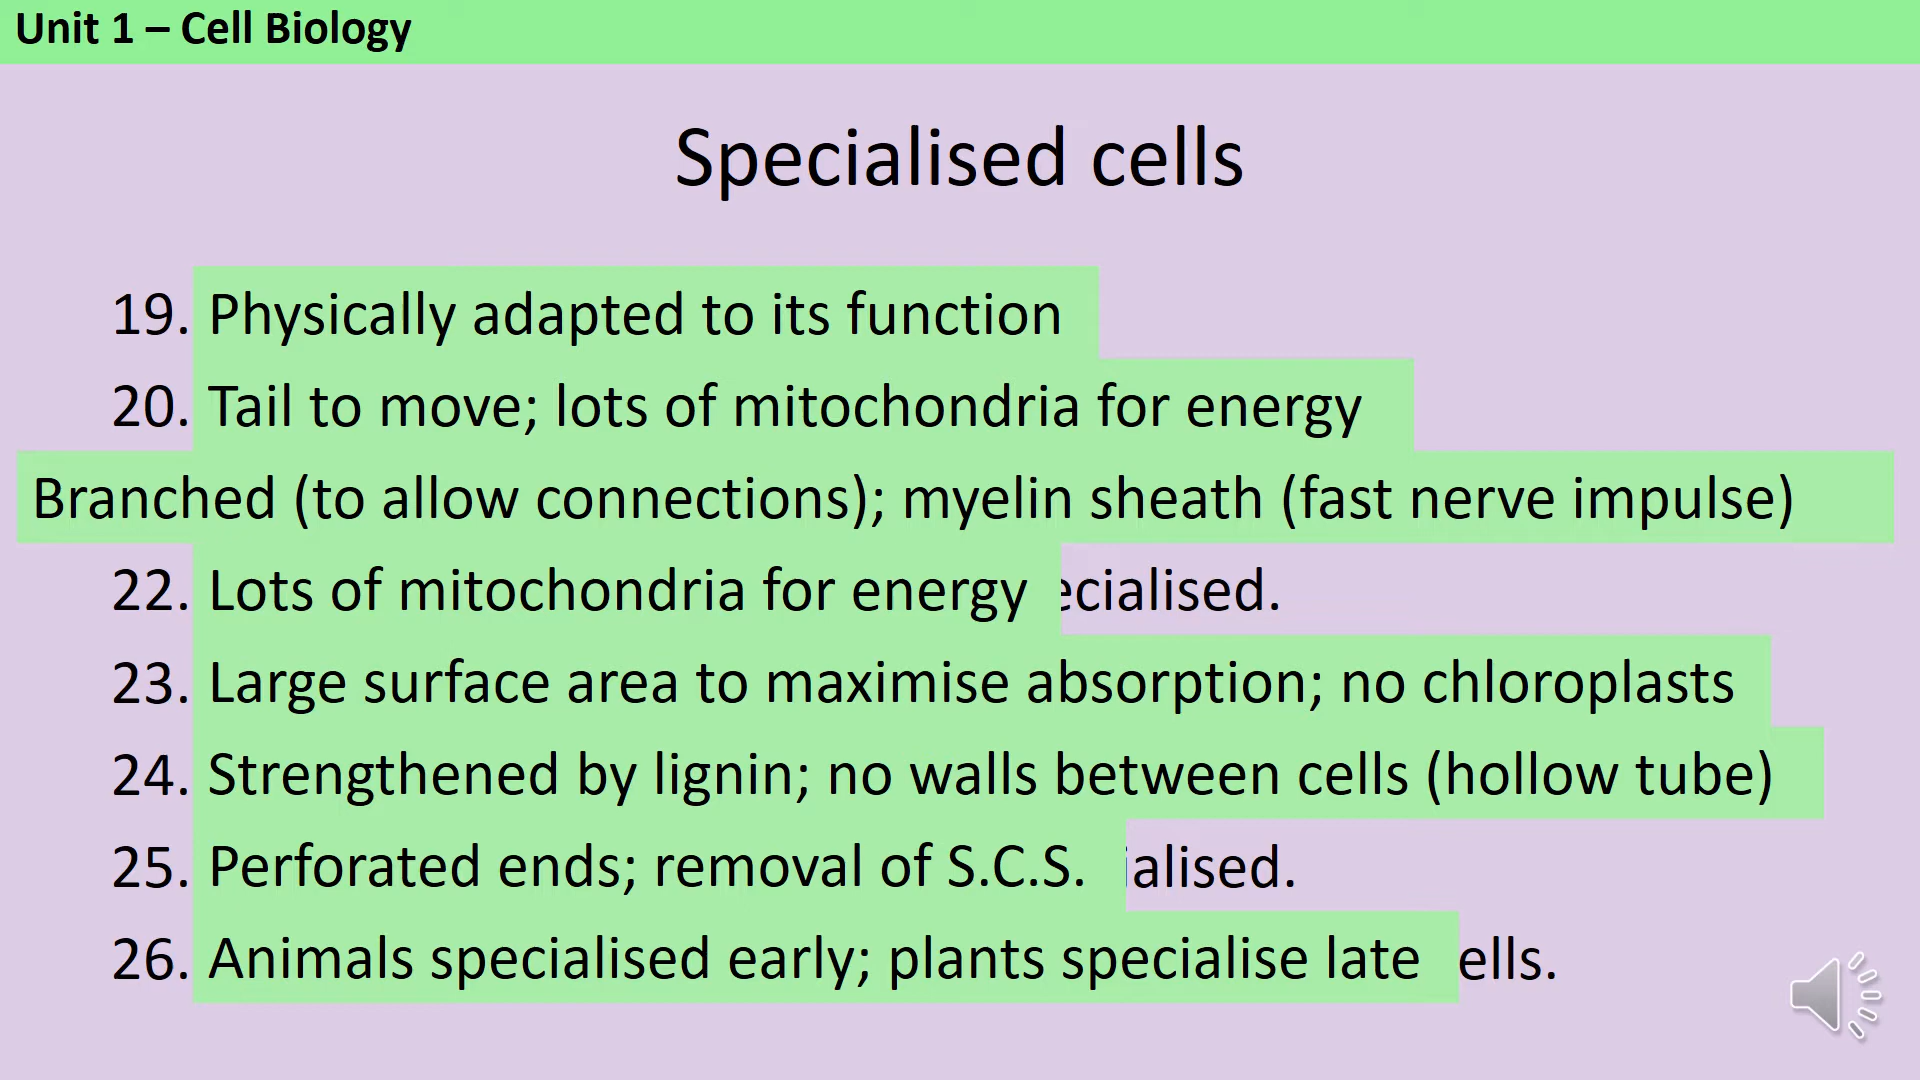 Unit 1 – Cell Biology
Specialised cells
19. Physically adapted to its function
20. Tail to move; lots of mitochondria for energy
Branched (to allow connections); myelin sheath (fast nerve impulse)
22. Lots of mitochondria for energy ecialised.
23. Large surface area to maximise absorption; no chloroplasts
24. Strengthened by lignin; no walls between cells (hollow tube)
25. Perforated ends; removal of S.C.S. ialised.
26. Animals specialised early; plants specialise late ells.